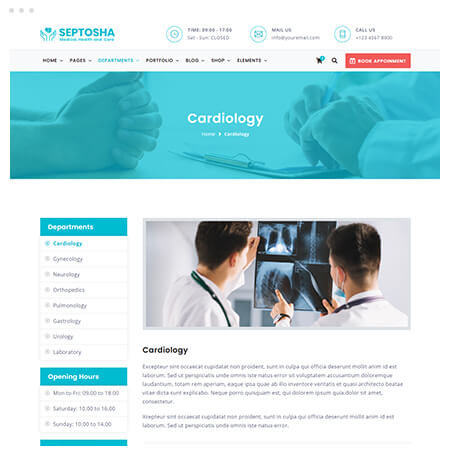 SEPTOSHA
Medical, Health and Care
TIME: 09:00 - 17:00
Sat - Sun: CLOSED
MAIL US
info@youremail.com
CALL US
+123 4567 8900
HOME PAGES DEPARTMENTS PORTFOLIO BLOG SHOP ELEMENTS
BOOK APPOINMENT
Cardiology
Home > Cardiology
Departments
Cardiology
Gynecology
Neurology
Orthopedics
Pulmonology
Gastrology
Urology
Laboratory
Opening Hours
Mon to Fri: 09.00 to 18.00
Saturday: 10.00 to 16.00
Sunday: 10.00 to 14.00
Cardiology
Excepteur sint occaecat cupidatat non proident, sunt in culpa qui officia deserunt mollit anim id est
laborum. Sed ut perspiciatis unde omnis iste natus error sit voluptatem accusantium doloremque
laudantium, totam rem aperiam, eaque ipsa quae ab illo inventore veritatis et quasi architecto beatae
vitae dicta sunt explicabo. Neque porro quisquam est, qui dolorem ipsum quia dolor sit amet,
consectetur.
Xcepteur sint occaecat cupidatat non proident, sunt in culpa qui officia deserunt mollit anim id est
laborum. Sed ut perspiciatis unde omnis iste natus error.